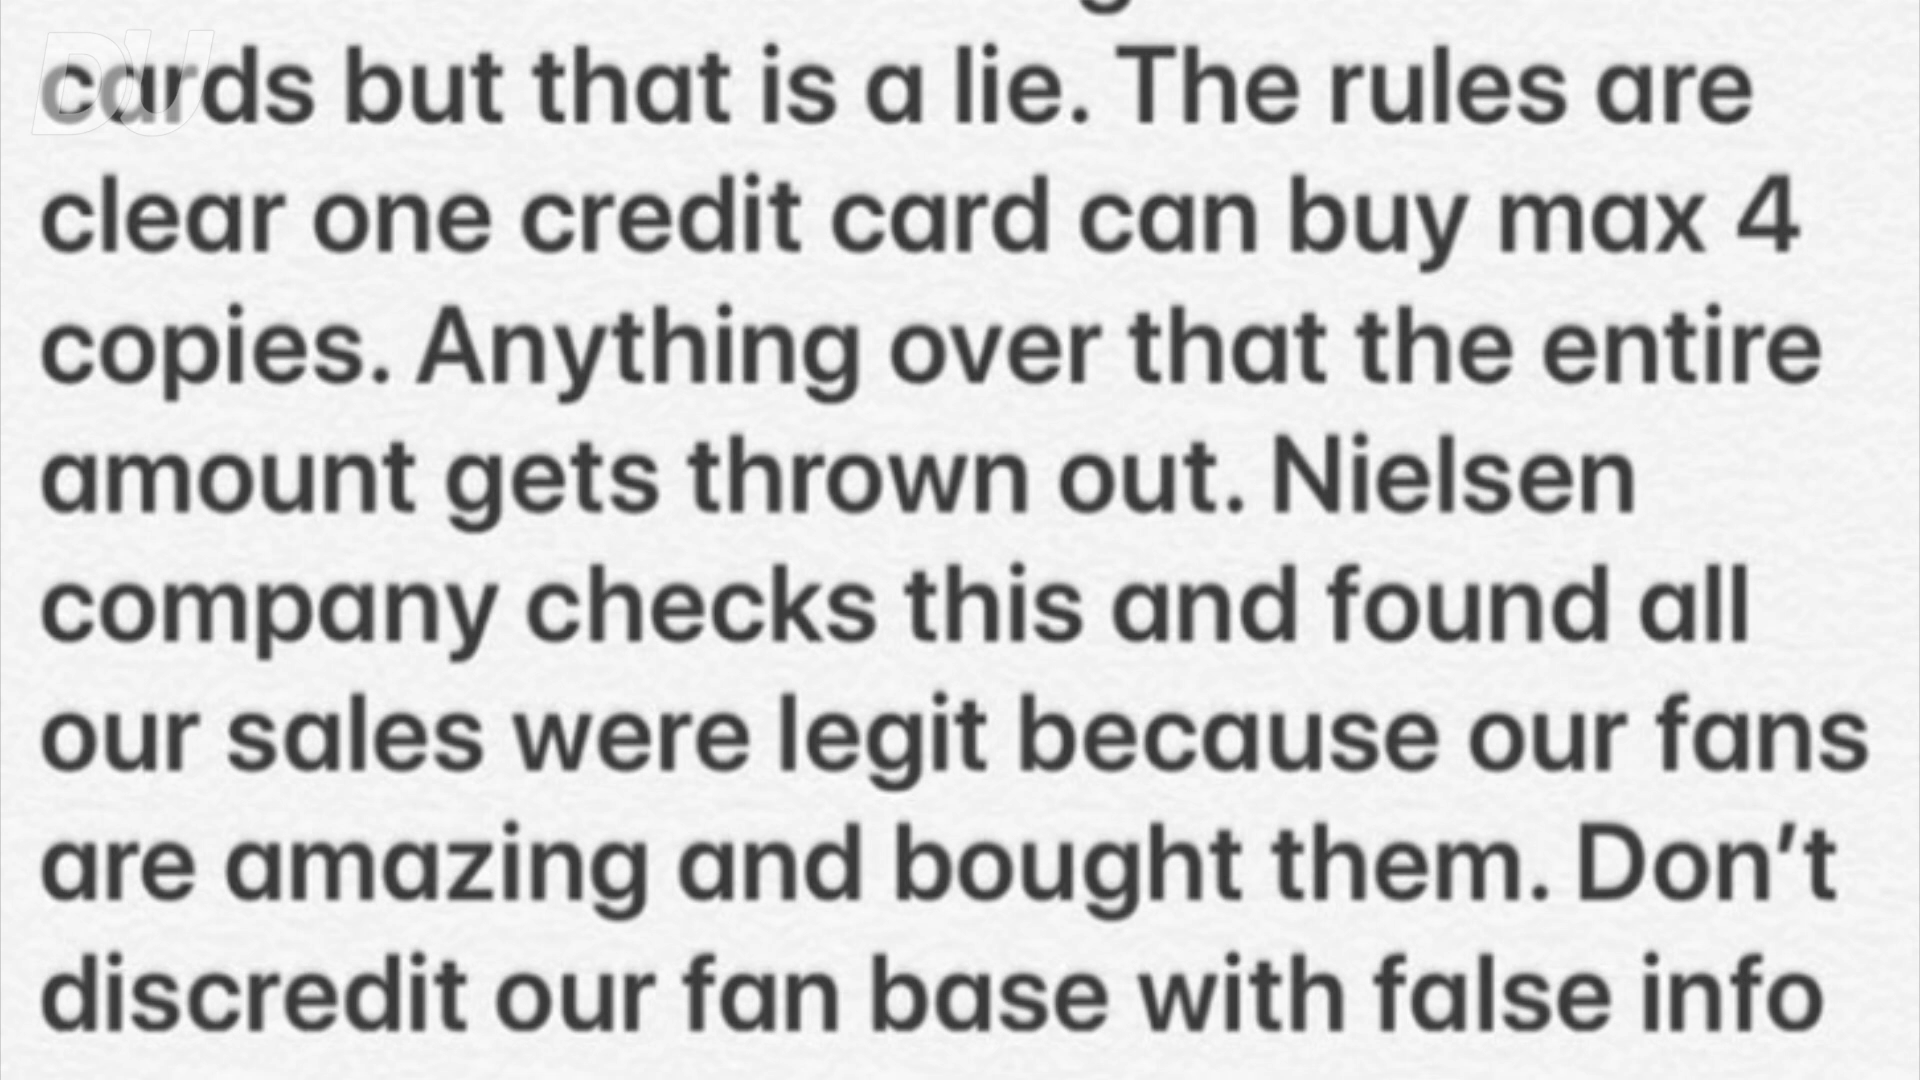 DU
cards but that is a lie. The rules are
clear one credit card can buy max 4
copies. Anything over that the entire
amount gets thrown out. Nielsen
company checks this and found all
our sales were legit because our fans
are amazing and bought them. Don’t
discredit our fan base with false info